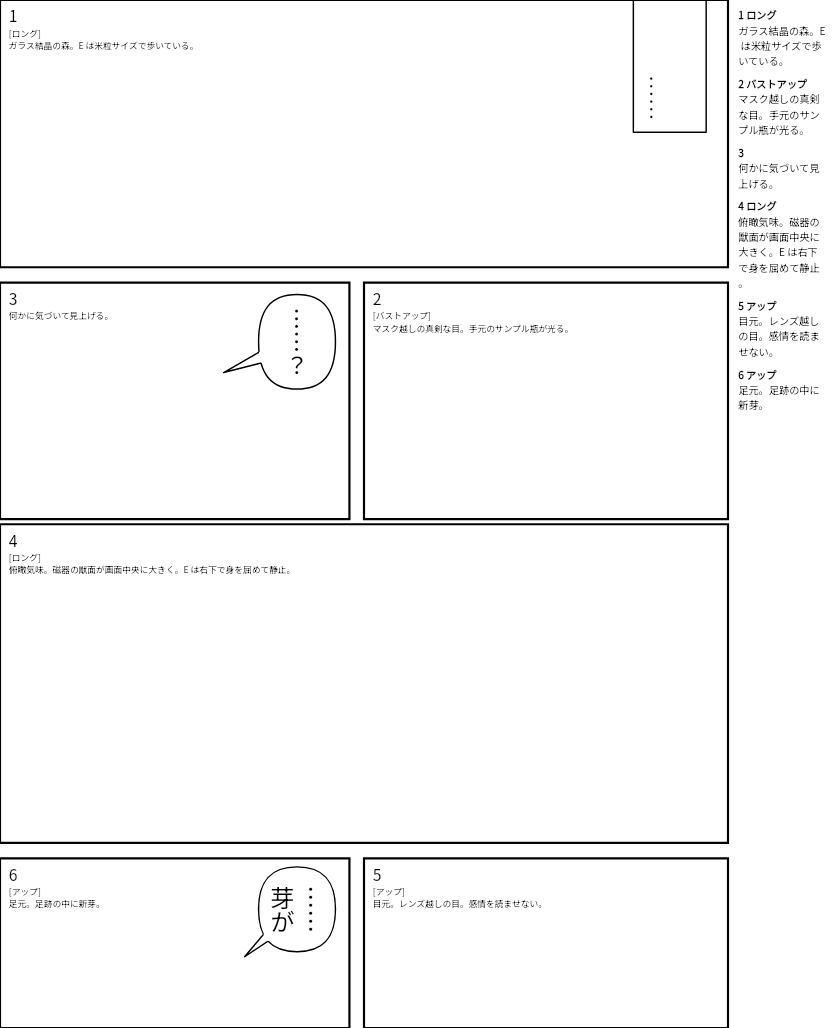 1
[ロング]
ガラス結晶の森。E は米粒サイズで歩いている。
……
2
[バストアップ]
マスク越しの真剣な目。手元のサンプル瓶が光る。
3
何かに気づいて見上げる。
……?
4
[ロング]
俯瞰気味。磁器の獣面が画面中央に大きく。E は右下で身を屈めて静止。
5
[アップ]
目元。レンズ越しの目。感情を読ませない。
6
[アップ]
足元。足跡の中に新芽。
……
芽が
1 ロング
ガラス結晶の森。E
は米粒サイズで歩
いている。
2 バストアップ
マスク越しの真剣
な目。手元のサン
プル瓶が光る。
3
何かに気づいて見
上げる。
4 ロング
俯瞰気味。磁器の
獣面が画面中央に
大きく。E は右下
で身を屈めて静止
。
5 アップ
目元。レンズ越し
の目。感情を読ま
せない。
6 アップ
足元。足跡の中に
新芽。